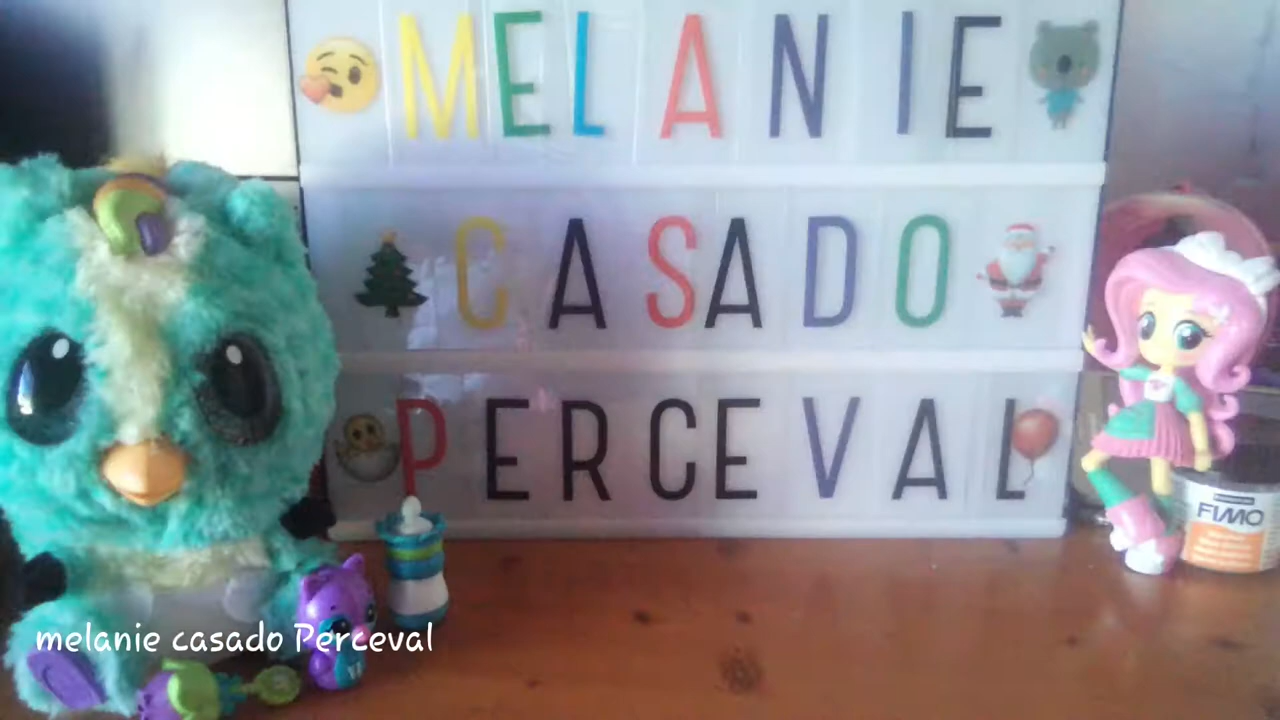 MELANIE
CASADO
PERCEVAL
FIMO
melanie casado Perceval